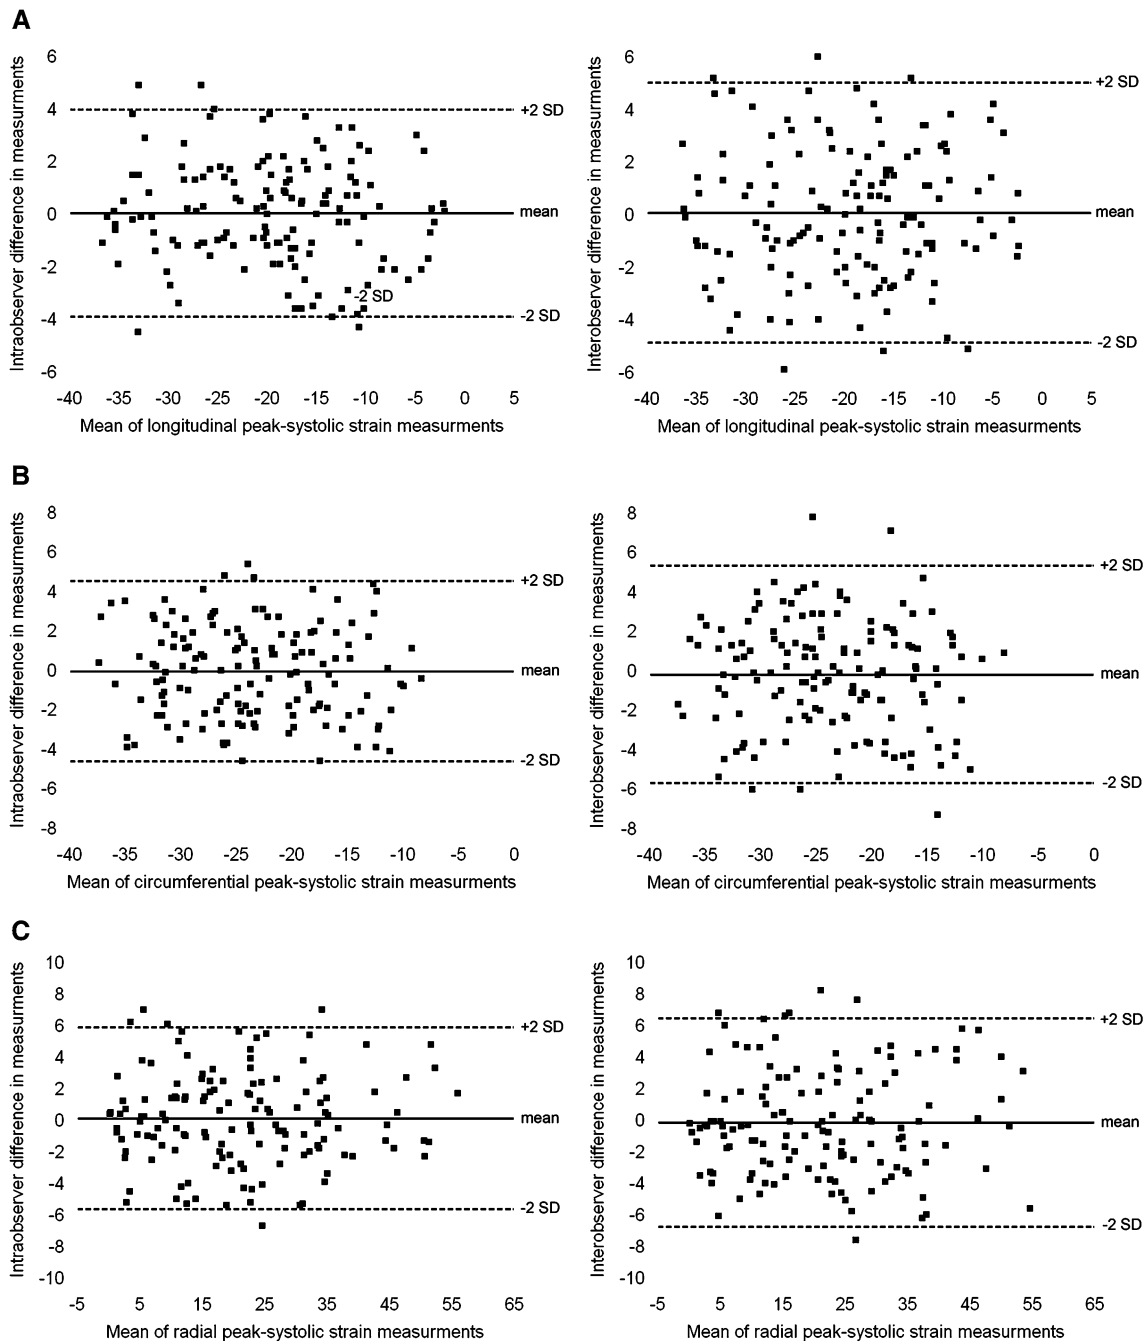 A
Intraobserver difference in measurments
6
4
2
0
-2
-4
-6
+2 SD
mean
-2 SD
-2 SD
-40 -35 -30 -25 -20 -15 -10 -5 0 5
Mean of longitudinal peak-systolic strain measurments
Interobserver difference in measurments
6
4
2
0
-2
-4
-6
+2 SD
mean
-2 SD
-40 -35 -30 -25 -20 -15 -10 -5 0 5
Mean of longitudinal peak-systolic strain measurments
B
Intraobserver difference in measurments
8
6
4
2
0
-2
-4
-6
-8
+2 SD
mean
-2 SD
-40 -35 -30 -25 -20 -15 -10 -5 0
Mean of circumferential peak-systolic strain measurments
Interobserver difference in measurments
8
6
4
2
0
-2
-4
-6
-8
+2 SD
mean
-2 SD
-40 -35 -30 -25 -20 -15 -10 -5 0
Mean of circumferential peak-systolic strain measurments
C
Intraobserver difference in measurments
10
8
6
4
2
0
-2
-4
-6
-8
-10
+2 SD
mean
-2 SD
-5 5 15 25 35 45 55 65
Mean of radial peak-systolic strain measurments
Interobserver difference in measurments
10
8
6
4
2
0
-2
-4
-6
-8
-10
+2 SD
mean
-2 SD
-5 5 15 25 35 45 55 65
Mean of radial peak-systolic strain measurments